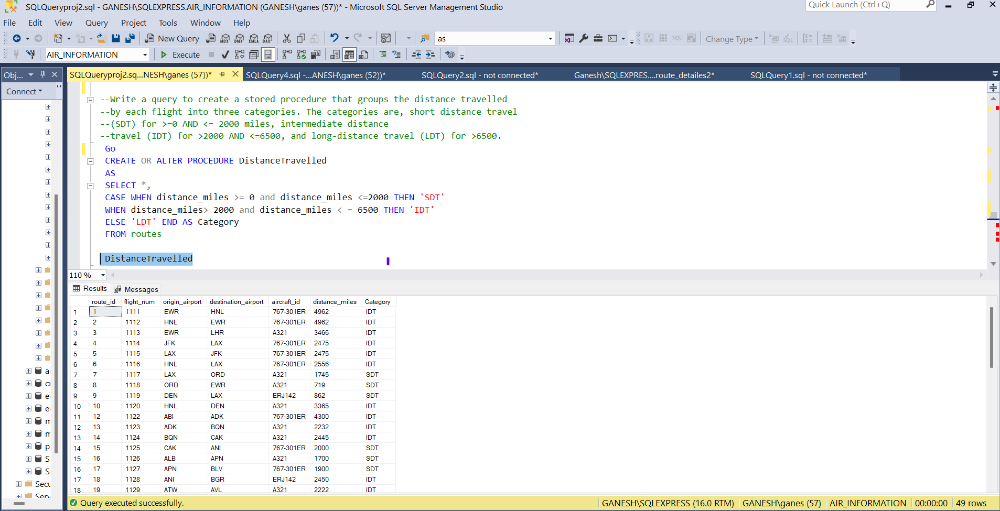 SQLQueryproj2.sql - GANESH\SQLEXPRESS.AIR_INFORMATION (GANESH\ganes (57))* - Microsoft SQL Server Management Studio
Quick Launch (Ctrl+Q)
File Edit View Query Project Tools Window Help
New Query MDX DMX XMLA DAX as SQL Change Type SQL
AIR_INFORMATION Execute
Obj... SQLQueryproj2.sq...NESH\ganes (57))* SQLQuery4.sql -...ANESH\ganes (52))* SQLQuery2.sql - not connected* Ganesh\SQLEXPRES....route_detailes2* SQLQuery1.sql - not connected*
Connect
--Write a query to create a stored procedure that groups the distance travelled
--by each flight into three categories. The categories are, short distance travel
--(SDT) for >=0 AND <= 2000 miles, intermediate distance
--travel (IDT) for >2000 AND <=6500, and long-distance travel (LDT) for >6500.
Go
CREATE OR ALTER PROCEDURE DistanceTravelled
AS
SELECT *,
CASE WHEN distance_miles >= 0 and distance_miles <=2000 THEN 'SDT'
WHEN distance_miles> 2000 and distance_miles < = 6500 THEN 'IDT'
ELSE 'LDT' END AS Category
FROM routes
DistanceTravelled
110 %
Results Messages
route_id flight_num origin_airport destination_airport aircraft_id distance_miles Category
1 1 1111 EWR HNL 767-301ER 4962 IDT
2 2 1112 HNL EWR 767-301ER 4962 IDT
3 3 1113 EWR LHR A321 3466 IDT
4 4 1114 JFK LAX 767-301ER 2475 IDT
5 5 1115 LAX JFK 767-301ER 2475 IDT
6 6 1116 HNL LAX 767-301ER 2556 IDT
7 7 1117 LAX ORD A321 1745 SDT
8 8 1118 ORD EWR A321 719 SDT
9 9 1119 DEN LAX ERJ142 862 SDT
10 10 1120 HNL DEN A321 3365 IDT
11 12 1122 ABI ADK 767-301ER 4300 IDT
12 13 1123 ADK BQN A321 2232 IDT
13 14 1124 BQN CAK A321 2445 IDT
14 15 1125 CAK ANI 767-301ER 2000 SDT
15 16 1126 ALB APN A321 1700 SDT
16 17 1127 APN BLV 767-301ER 1900 SDT
17 18 1128 ANI BGR ERJ142 2450 IDT
18 19 1129 ATW AVL A321 2222 IDT
ai
cr
er
er
m
m
p
S
S
Secu
Serv
Query executed successfully. GANESH\SQLEXPRESS (16.0 RTM) GANESH\ganes (57) AIR_INFORMATION 00:00:00 49 rows